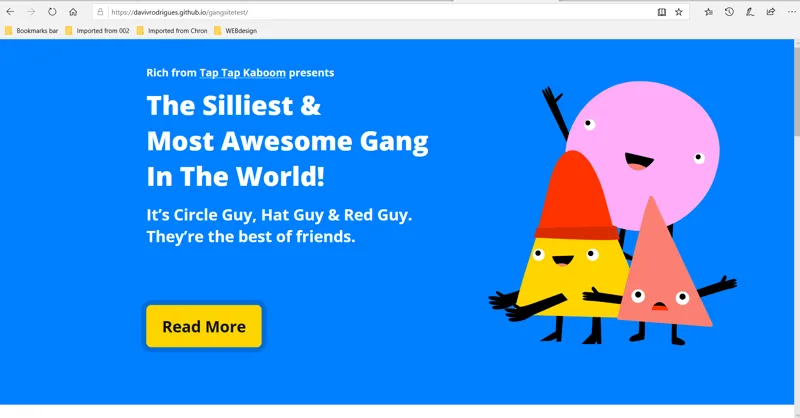 https://davivrodrigues.github.io/gangsitetest/
Bookmarks bar Imported from 002 Imported from Chron WEBdesign
Rich from Tap Tap Kaboom presents
The Silliest &
Most Awesome Gang
In The World!
It's Circle Guy, Hat Guy & Red Guy.
They're the best of friends.
Read More